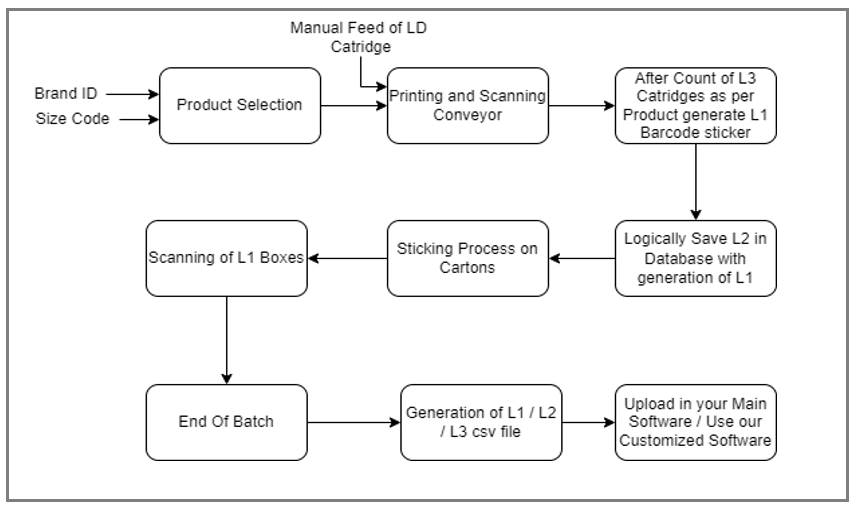 Manual Feed of LD
Catridge
Brand ID
Size Code
Product Selection
Printing and Scanning
Conveyor
After Count of L3
Catridges as per
Product generate L1
Barcode sticker
Scanning of L1 Boxes
Sticking Process on
Cartons
Logically Save L2 in
Database with
generation of L1
End Of Batch
Generation of L1 / L2
/ L3 csv file
Upload in your Main
Software / Use our
Customized Software